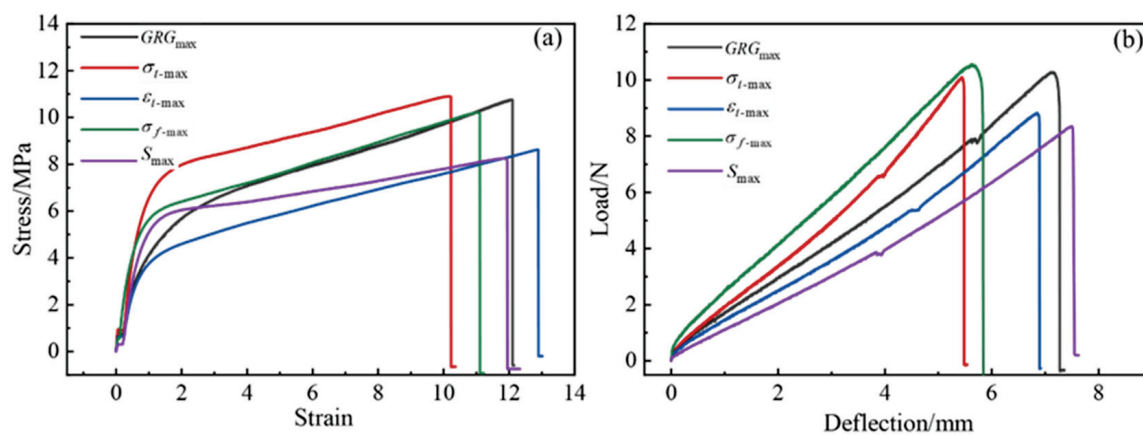 (a)
GRGmax
σt-max
εt-max
σf-max
Smax
14
12
10
8
6
4
2
0
Stress/MPa
0 2 4 6 8 10 12 14
Strain
(b)
GRGmax
σt-max
εt-max
σf-max
Smax
12
10
8
6
4
2
0
Load/N
0 2 4 6 8
Deflection/mm